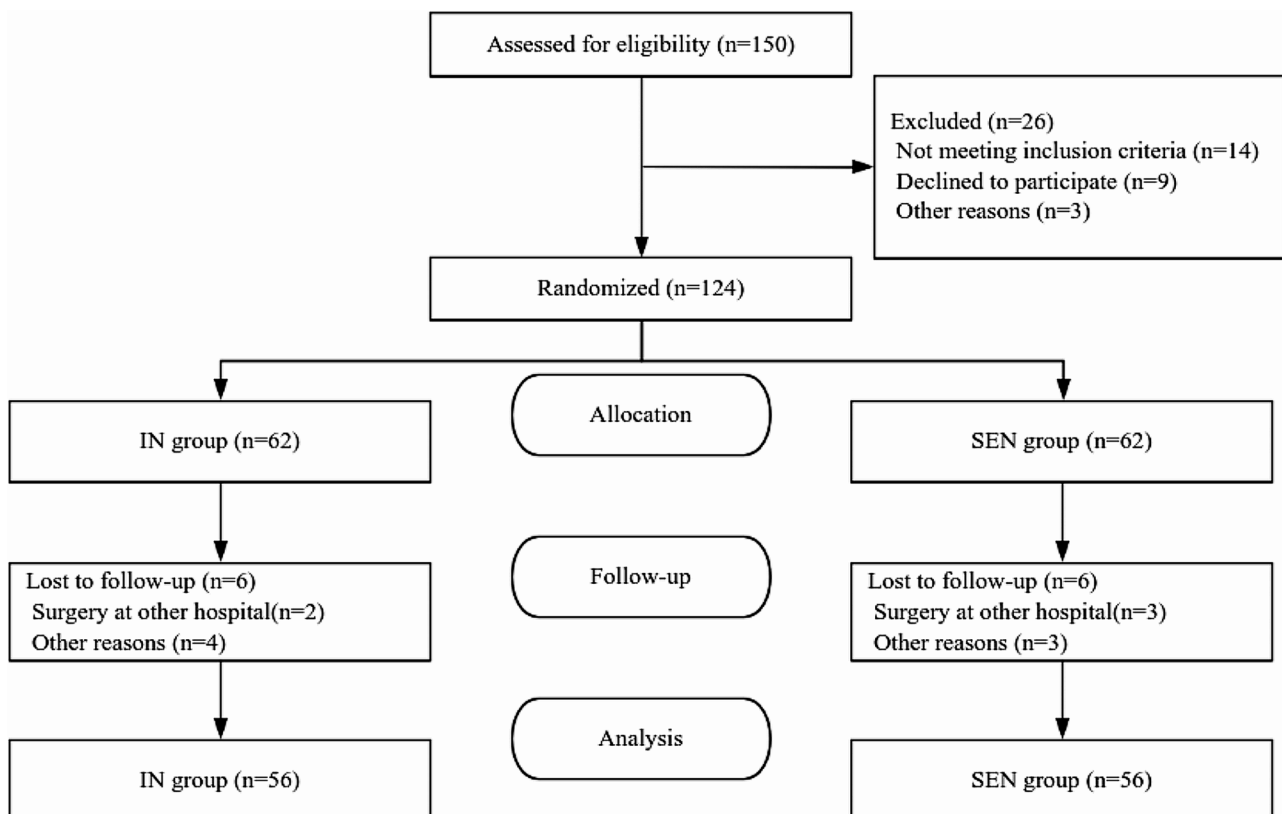 Assessed for eligibility (n=150)
Excluded (n=26)
Not meeting inclusion criteria (n=14)
Declined to participate (n=9)
Other reasons (n=3)
Randomized (n=124)
Allocation
IN group (n=62)
SEN group (n=62)
Follow-up
Lost to follow-up (n=6)
Surgery at other hospital(n=2)
Other reasons (n=4)
Lost to follow-up (n=6)
Surgery at other hospital(n=3)
Other reasons (n=3)
Analysis
IN group (n=56)
SEN group (n=56)